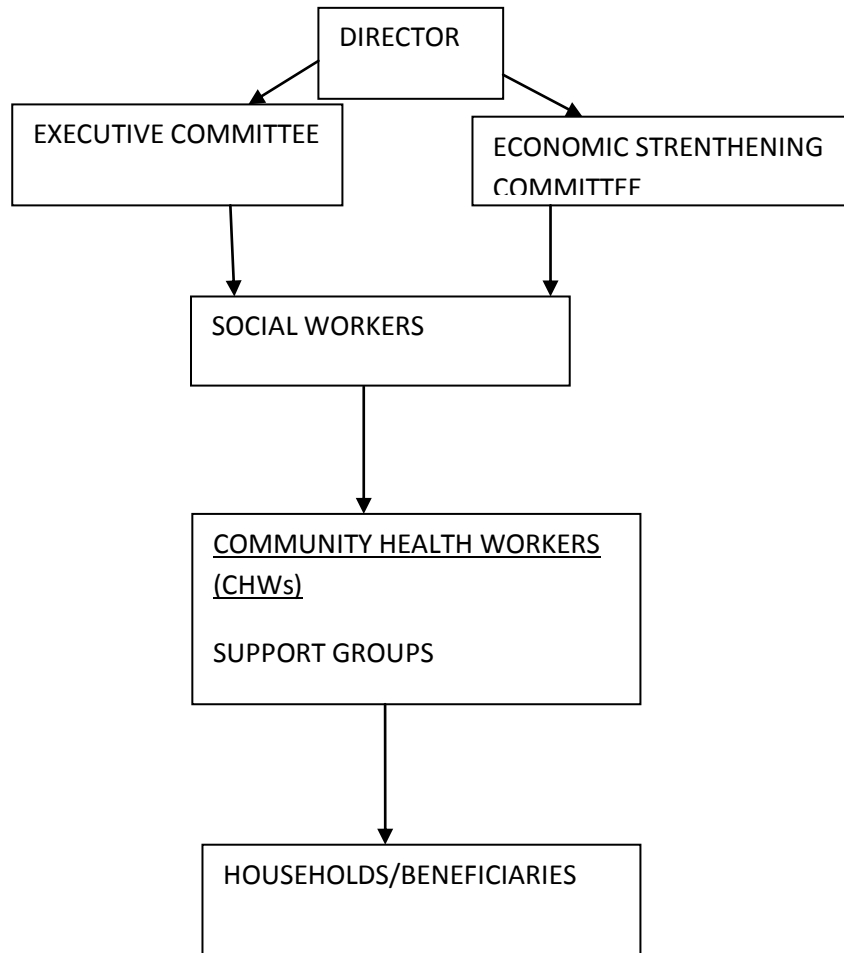 DIRECTOR
EXECUTIVE COMMITTEE
ECONOMIC STRENTHENING
COMMITTEE
SOCIAL WORKERS
COMMUNITY HEALTH WORKERS
(CHWs)
SUPPORT GROUPS
HOUSEHOLDS/BENEFICIARIES